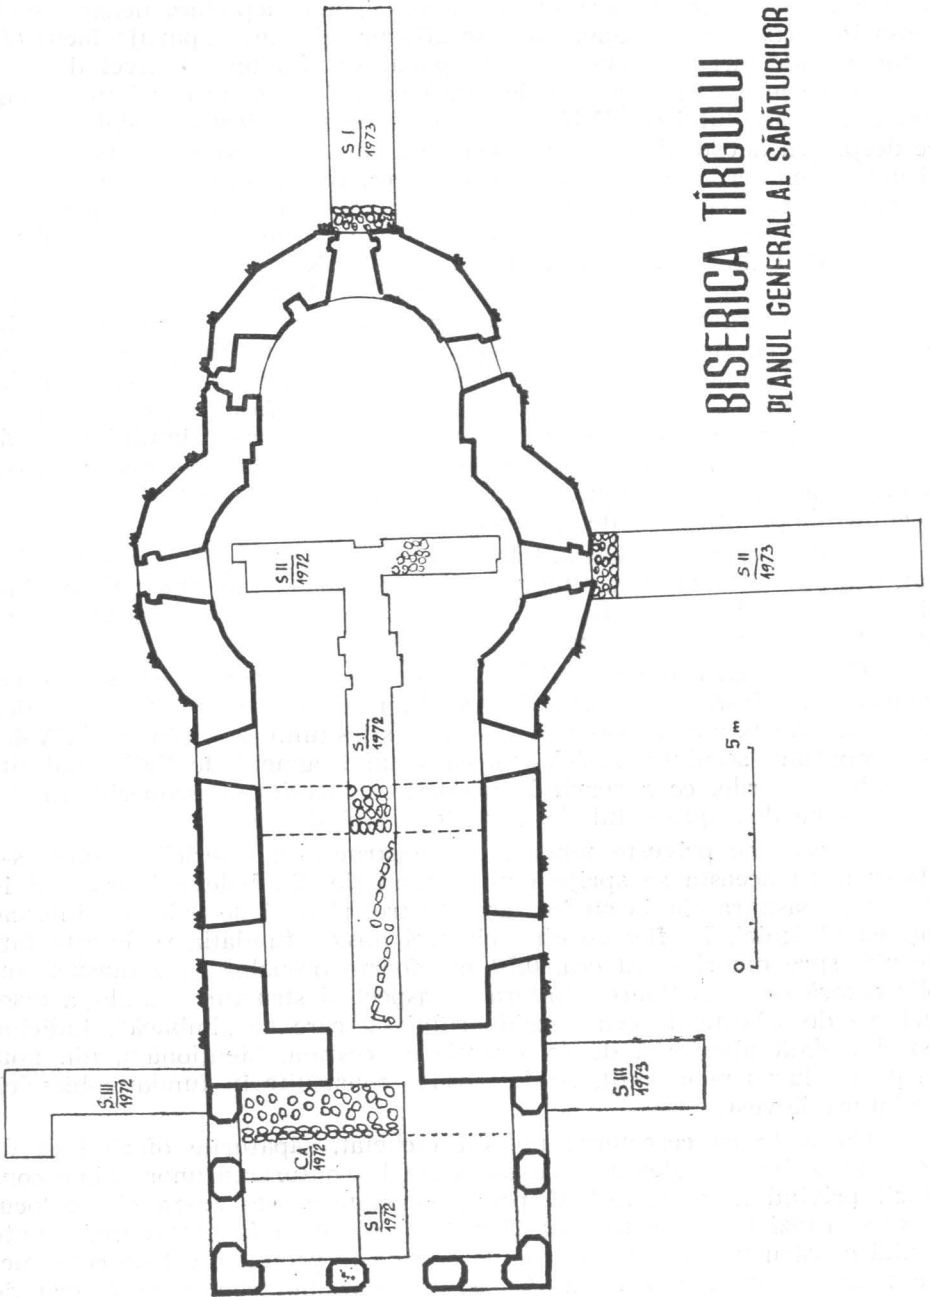 BISERICA TÎRGULUI
PLANUL GENERAL AL SĂPĂTURILOR
S I
1973
S II
1972
S II
1973
S I
1972
S III
1972
S III
1973
CA
1972
S I
1972
0
5 m